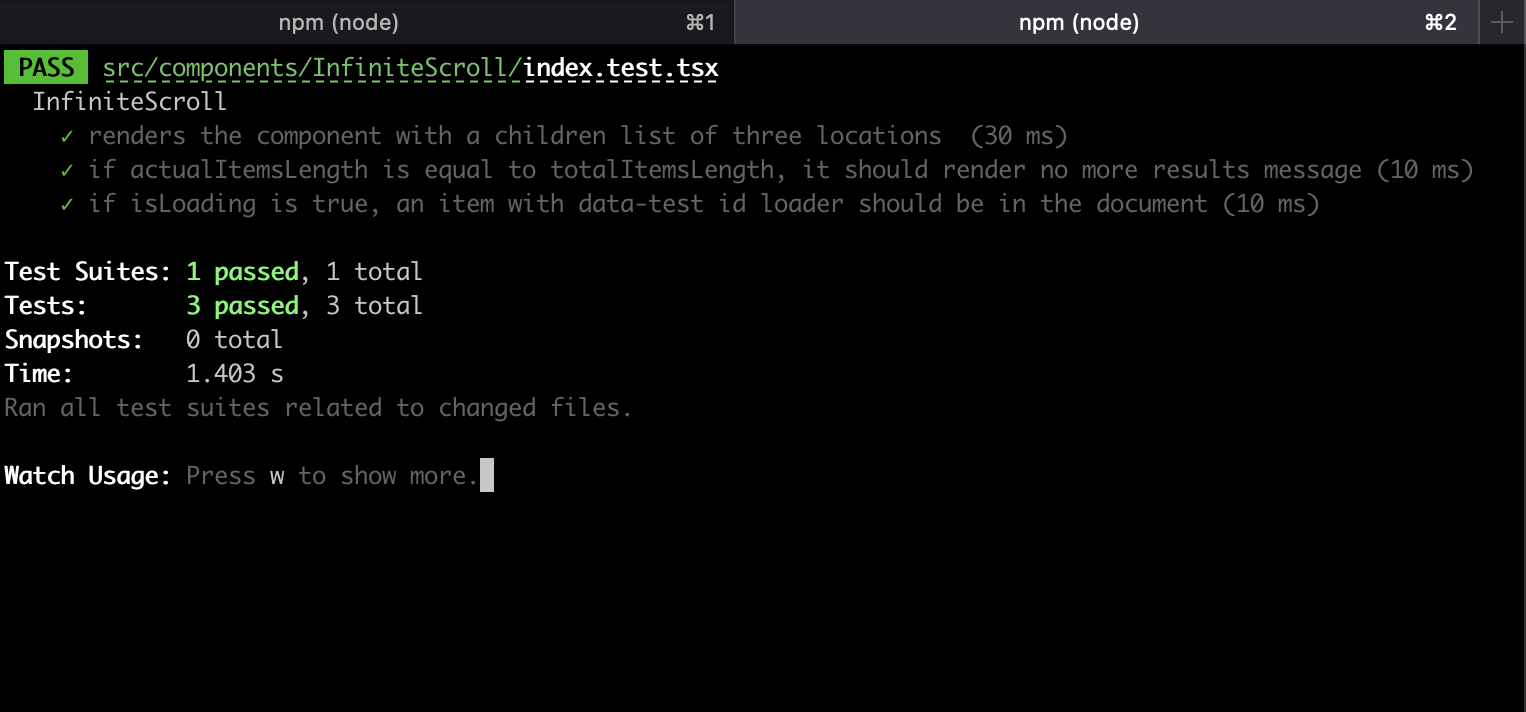 npm (node) ⌘1 npm (node) ⌘2 +
PASS src/components/InfiniteScroll/index.test.tsx
InfiniteScroll
✓ renders the component with a children list of three locations  (30 ms)
✓ if actualItemsLength is equal to totalItemsLength, it should render no more results message (10 ms)
✓ if isLoading is true, an item with data-test id loader should be in the document (10 ms)
Test Suites: 1 passed, 1 total
Tests: 3 passed, 3 total
Snapshots: 0 total
Time: 1.403 s
Ran all test suites related to changed files.
Watch Usage: Press w to show more.